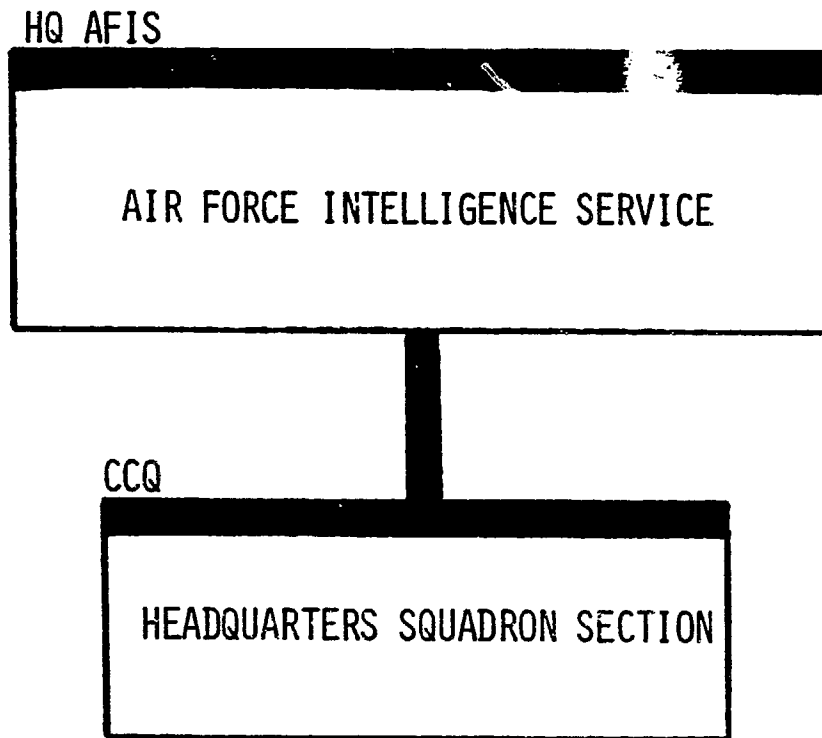 HQ AFIS
AIR FORCE INTELLIGENCE SERVICE
CCQ
HEADQUARTERS SQUADRON SECTION